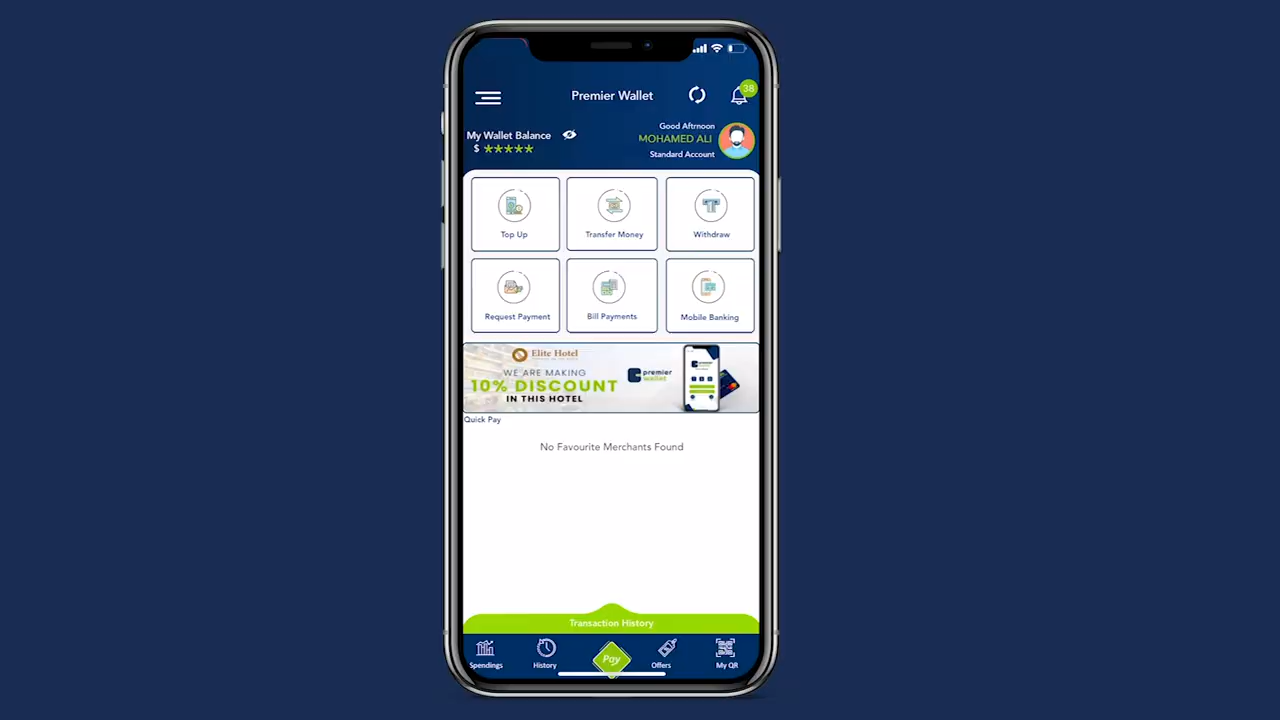 Premier Wallet
38
My Wallet Balance
$ *****
Good Aftrnoon
MOHAMED ALI
Standard Account
Top Up
Transfer Money
Withdraw
Request Payment
Bill Payments
Mobile Banking
Elite Hotel
WE ARE MAKING
10% DISCOUNT
IN THIS HOTEL
premier
wallet
Quick Pay
No Favourite Merchants Found
Transaction History
Spendings
History
Pay
Offers
My QR